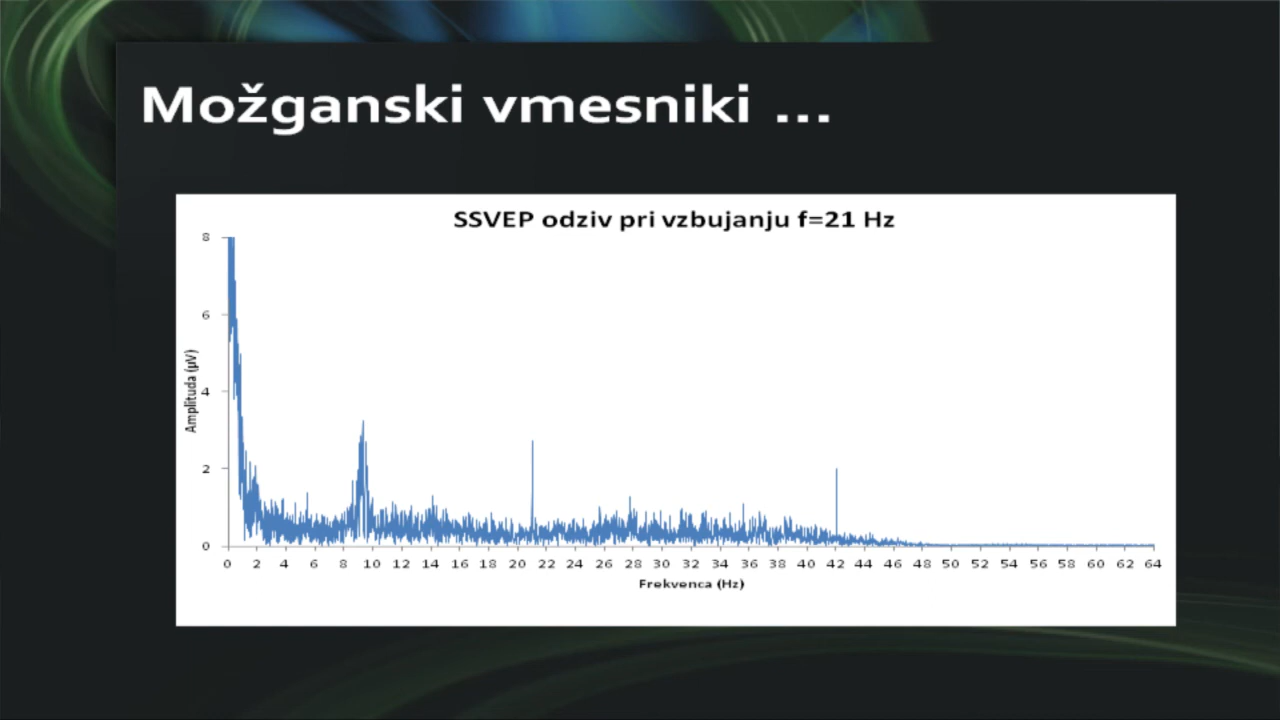 Možganski vmesniki ...
SSVEP odziv pri vzbujanju f=21 Hz
8
6
4
2
0
Amplituda (μV)
0 2 4 6 8 10 12 14 16 18 20 22 24 26 28 30 32 34 36 38 40 42 44 46 48 50 52 54 56 58 60 62 64
Frekvenca (Hz)